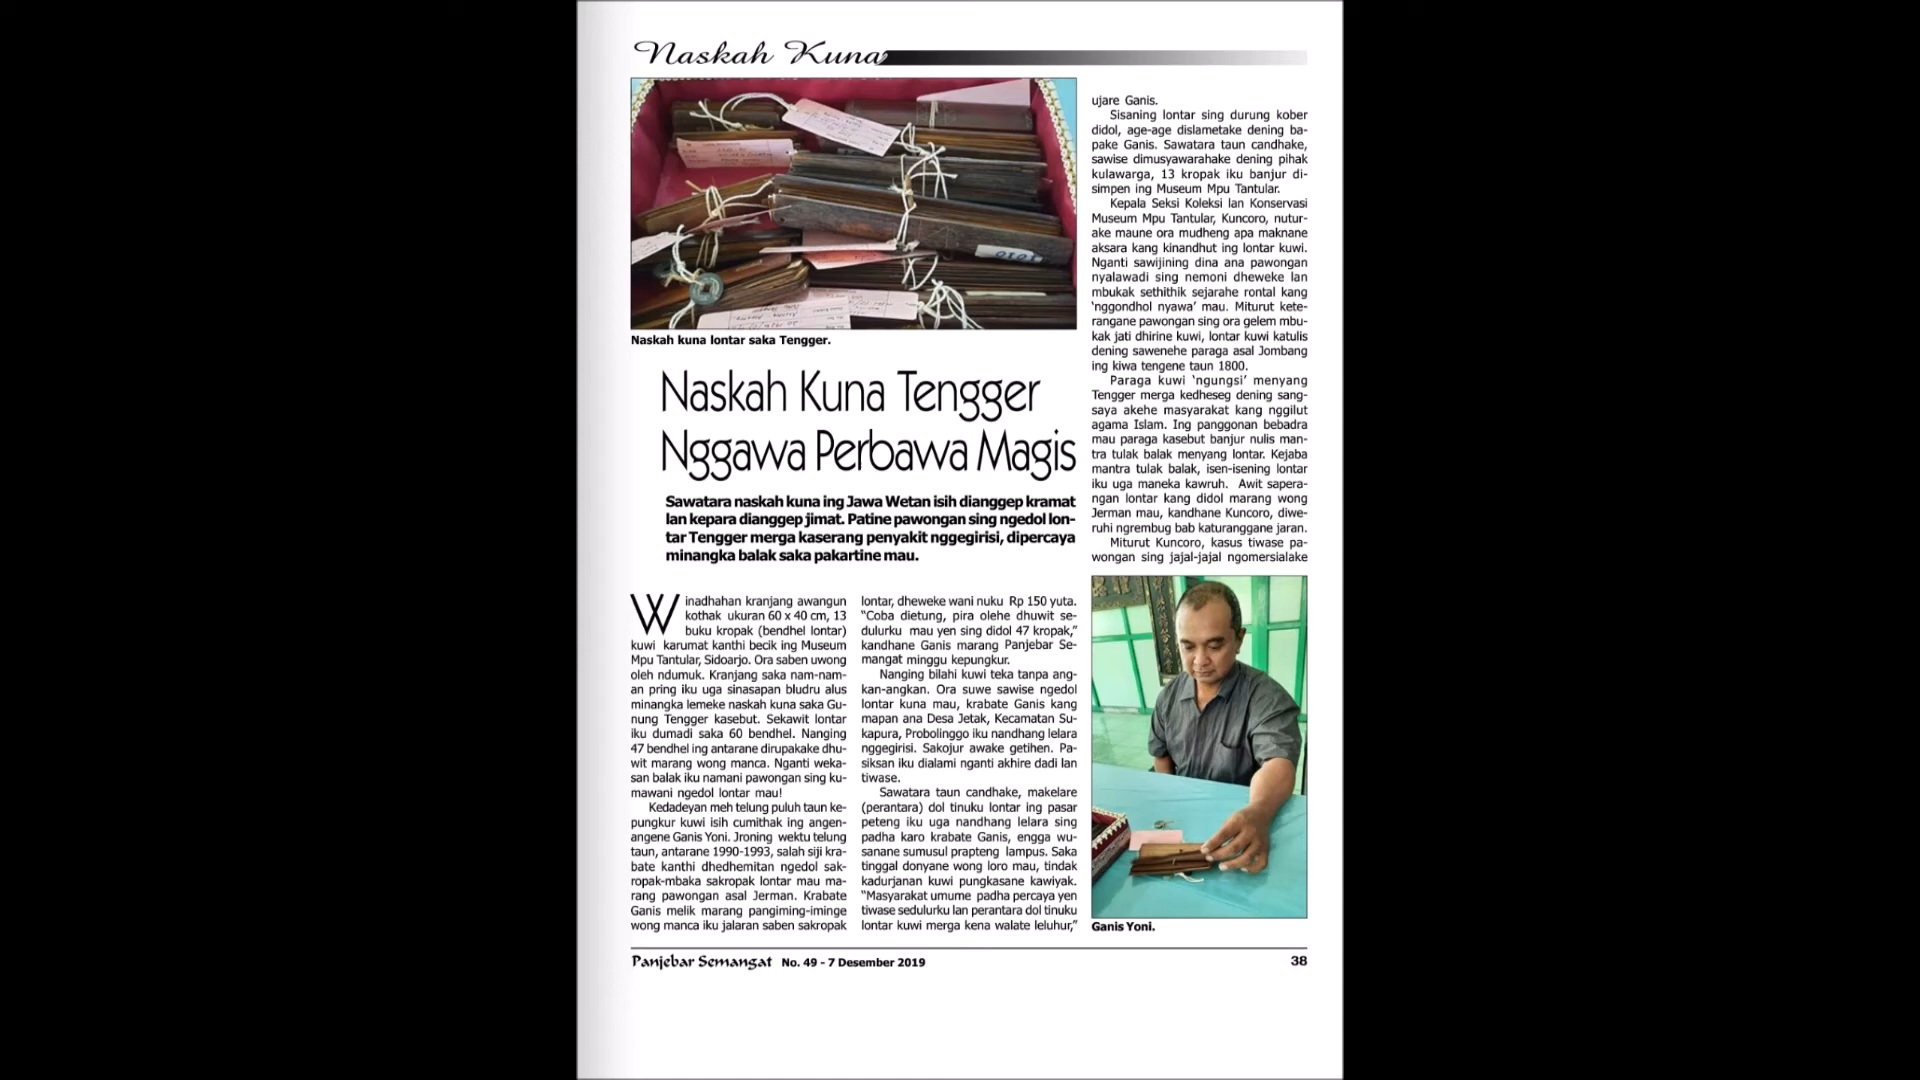 Naskah Kuna
Naskah kuna lontar saka Tengger.
Naskah Kuna Tengger
Nggawa Perbawa Magis
Sawatara naskah kuna ing Jawa Wetan isih dianggep kramat
lan kepara dianggep jimat. Patine pawongan sing ngedol lon-
tar Tengger merga kaserang penyakit nggegirisi, dipercaya
minangka balak saka pakartine mau.
Winadhahan kranjang awangun
kothak ukuran 60 x 40 cm, 13
buku kropak (bendhel lontar)
kuwi karumat kanthi becik ing Museum
Mpu Tantular, Sidoarjo. Ora saben uwong
oleh ndumuk. Kranjang saka nam-nam-
an pring iku uga sinasapan bludru alus
minangka lemeke naskah kuna saka Gu-
nung Tengger kasebut. Sekawit lontar
iku dumadi saka 60 bendhel. Nanging
47 bendhel ing antarane dirupakake dhu-
wit marang wong manca. Nganti weka-
san balak iku namani pawongan sing ku-
mawani ngedol lontar mau!
Kedadeyan meh telung puluh taun ke-
pungkur kuwi isih cumithak ing angen-
angene Ganis Yoni. Jroning wektu telung
taun, antarane 1990-1993, salah siji kra-
bate kanthi dhedhemitan ngedol sak-
ropak-mbaka sakropak lontar mau ma-
rang pawongan asal Jerman. Krabate
Ganis melik marang pangiming-iminge
wong manca iku jalaran saben sakropak
lontar, dheweke wani nuku Rp 150 yuta.
“Coba dietung, pira olehe dhuwit se-
dulurku mau yen sing didol 47 kropak,”
kandhane Ganis marang Panjebar Se-
mangat minggu kepungkur.
Nanging bilahi kuwi teka tanpa ang-
kan-angkan. Ora suwe sawise ngedol
lontar kuna mau, krabate Ganis kang
mapan ana Desa Jetak, Kecamatan Su-
kapura, Probolinggo iku nandhang lelara
nggegirisi. Sakojur awake getihen. Pa-
siksan iku dialami nganti akhire dadi lan
tiwase.
Sawatara taun candhake, makelare
(perantara) dol tinuku lontar ing pasar
peteng iku uga nandhang lelara sing
padha karo krabate Ganis, engga wu-
sanane sumusul prapteng lampus. Saka
tinggal donyane wong loro mau, tindak
kadurjanan kuwi pungkasane kawiyak.
“Masyarakat umume padha percaya yen
tiwase sedulurku lan perantara dol tinuku
lontar kuwi merga kena walate leluhur,”
ujare Ganis.
Sisaning lontar sing durung kober
didol, age-age dislametake dening ba-
pake Ganis. Sawatara taun candhake,
sawise dimusyawarahake dening pihak
kulawarga, 13 kropak iku banjur di-
simpen ing Museum Mpu Tantular.
Kepala Seksi Koleksi lan Konservasi
Museum Mpu Tantular, Kuncoro, nutur-
ake maune ora mudheng apa maknane
aksara kang kinandhut ing lontar kuwi.
Nganti sawijining dina ana pawongan
nyalawadi sing nemoni dheweke lan
mbukak sethithik sejarahe rontal kang
‘nggondhol nyawa’ mau. Miturut kete-
rangane pawongan sing ora gelem mbu-
kak jati dhirine kuwi, lontar kuwi katulis
dening sawenehe paraga asal Jombang
ing kiwa tengene taun 1800.
Paraga kuwi ‘ngungsi’ menyang
Tengger merga kedheseg dening sang-
saya akehe masyarakat kang nggilut
agama Islam. Ing panggonan bebadra
mau paraga kasebut banjur nulis man-
tra tulak balak menyang lontar. Kejaba
mantra tulak balak, isen-isening lontar
iku uga maneka kawruh. Awit sapera-
ngan lontar kang didol marang wong
Jerman mau, kandhane Kuncoro, diwe-
ruhi ngrembug bab katuranggane jaran.
Miturut Kuncoro, kasus tiwase pa-
wongan sing jajal-jajal ngomersialake
Ganis Yoni.
Panjebar Semangat No. 49 - 7 Desember 2019
38